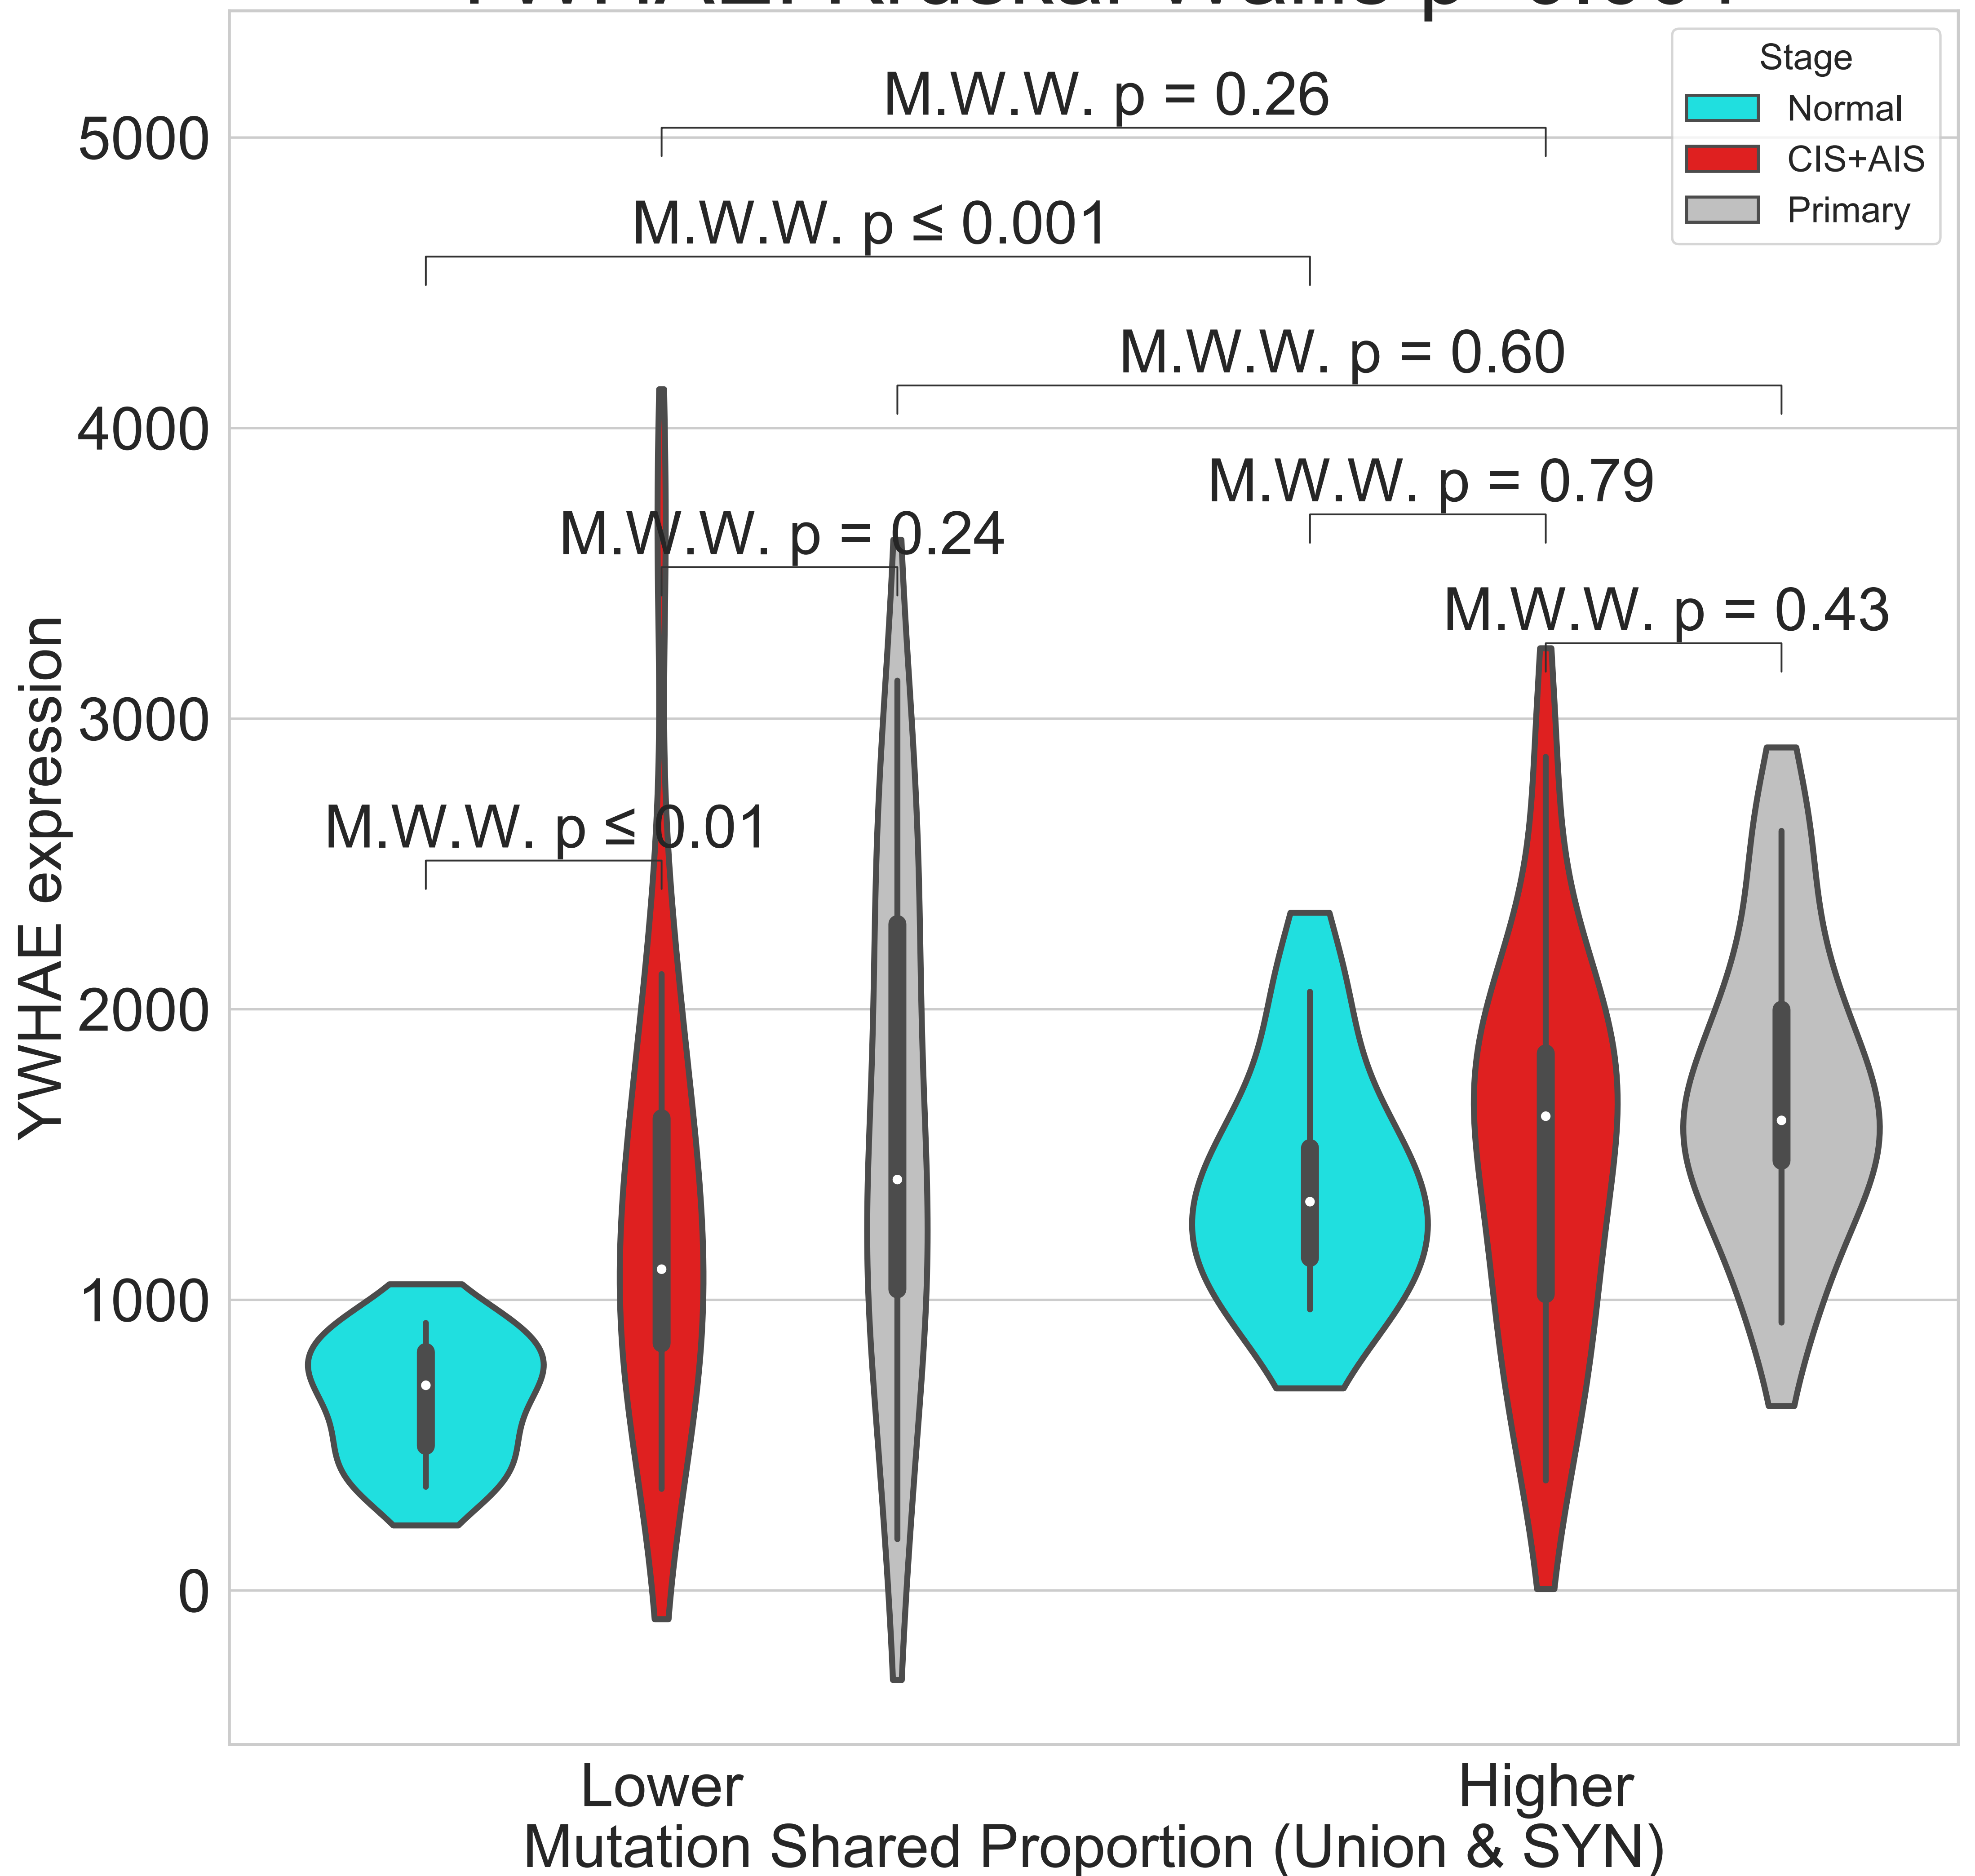 Stage
Normal
CIS+AIS
Primary
M.W.W. p = 0.26
M.W.W. p ≤ 0.001
M.W.W. p = 0.60
M.W.W. p = 0.79
M.W.W. p = 0.24
M.W.W. p = 0.43
M.W.W. p ≤ 0.01
5000
4000
3000
2000
1000
0
YWHAE expression
Lower
Higher
Mutation Shared Proportion (Union & SYN)